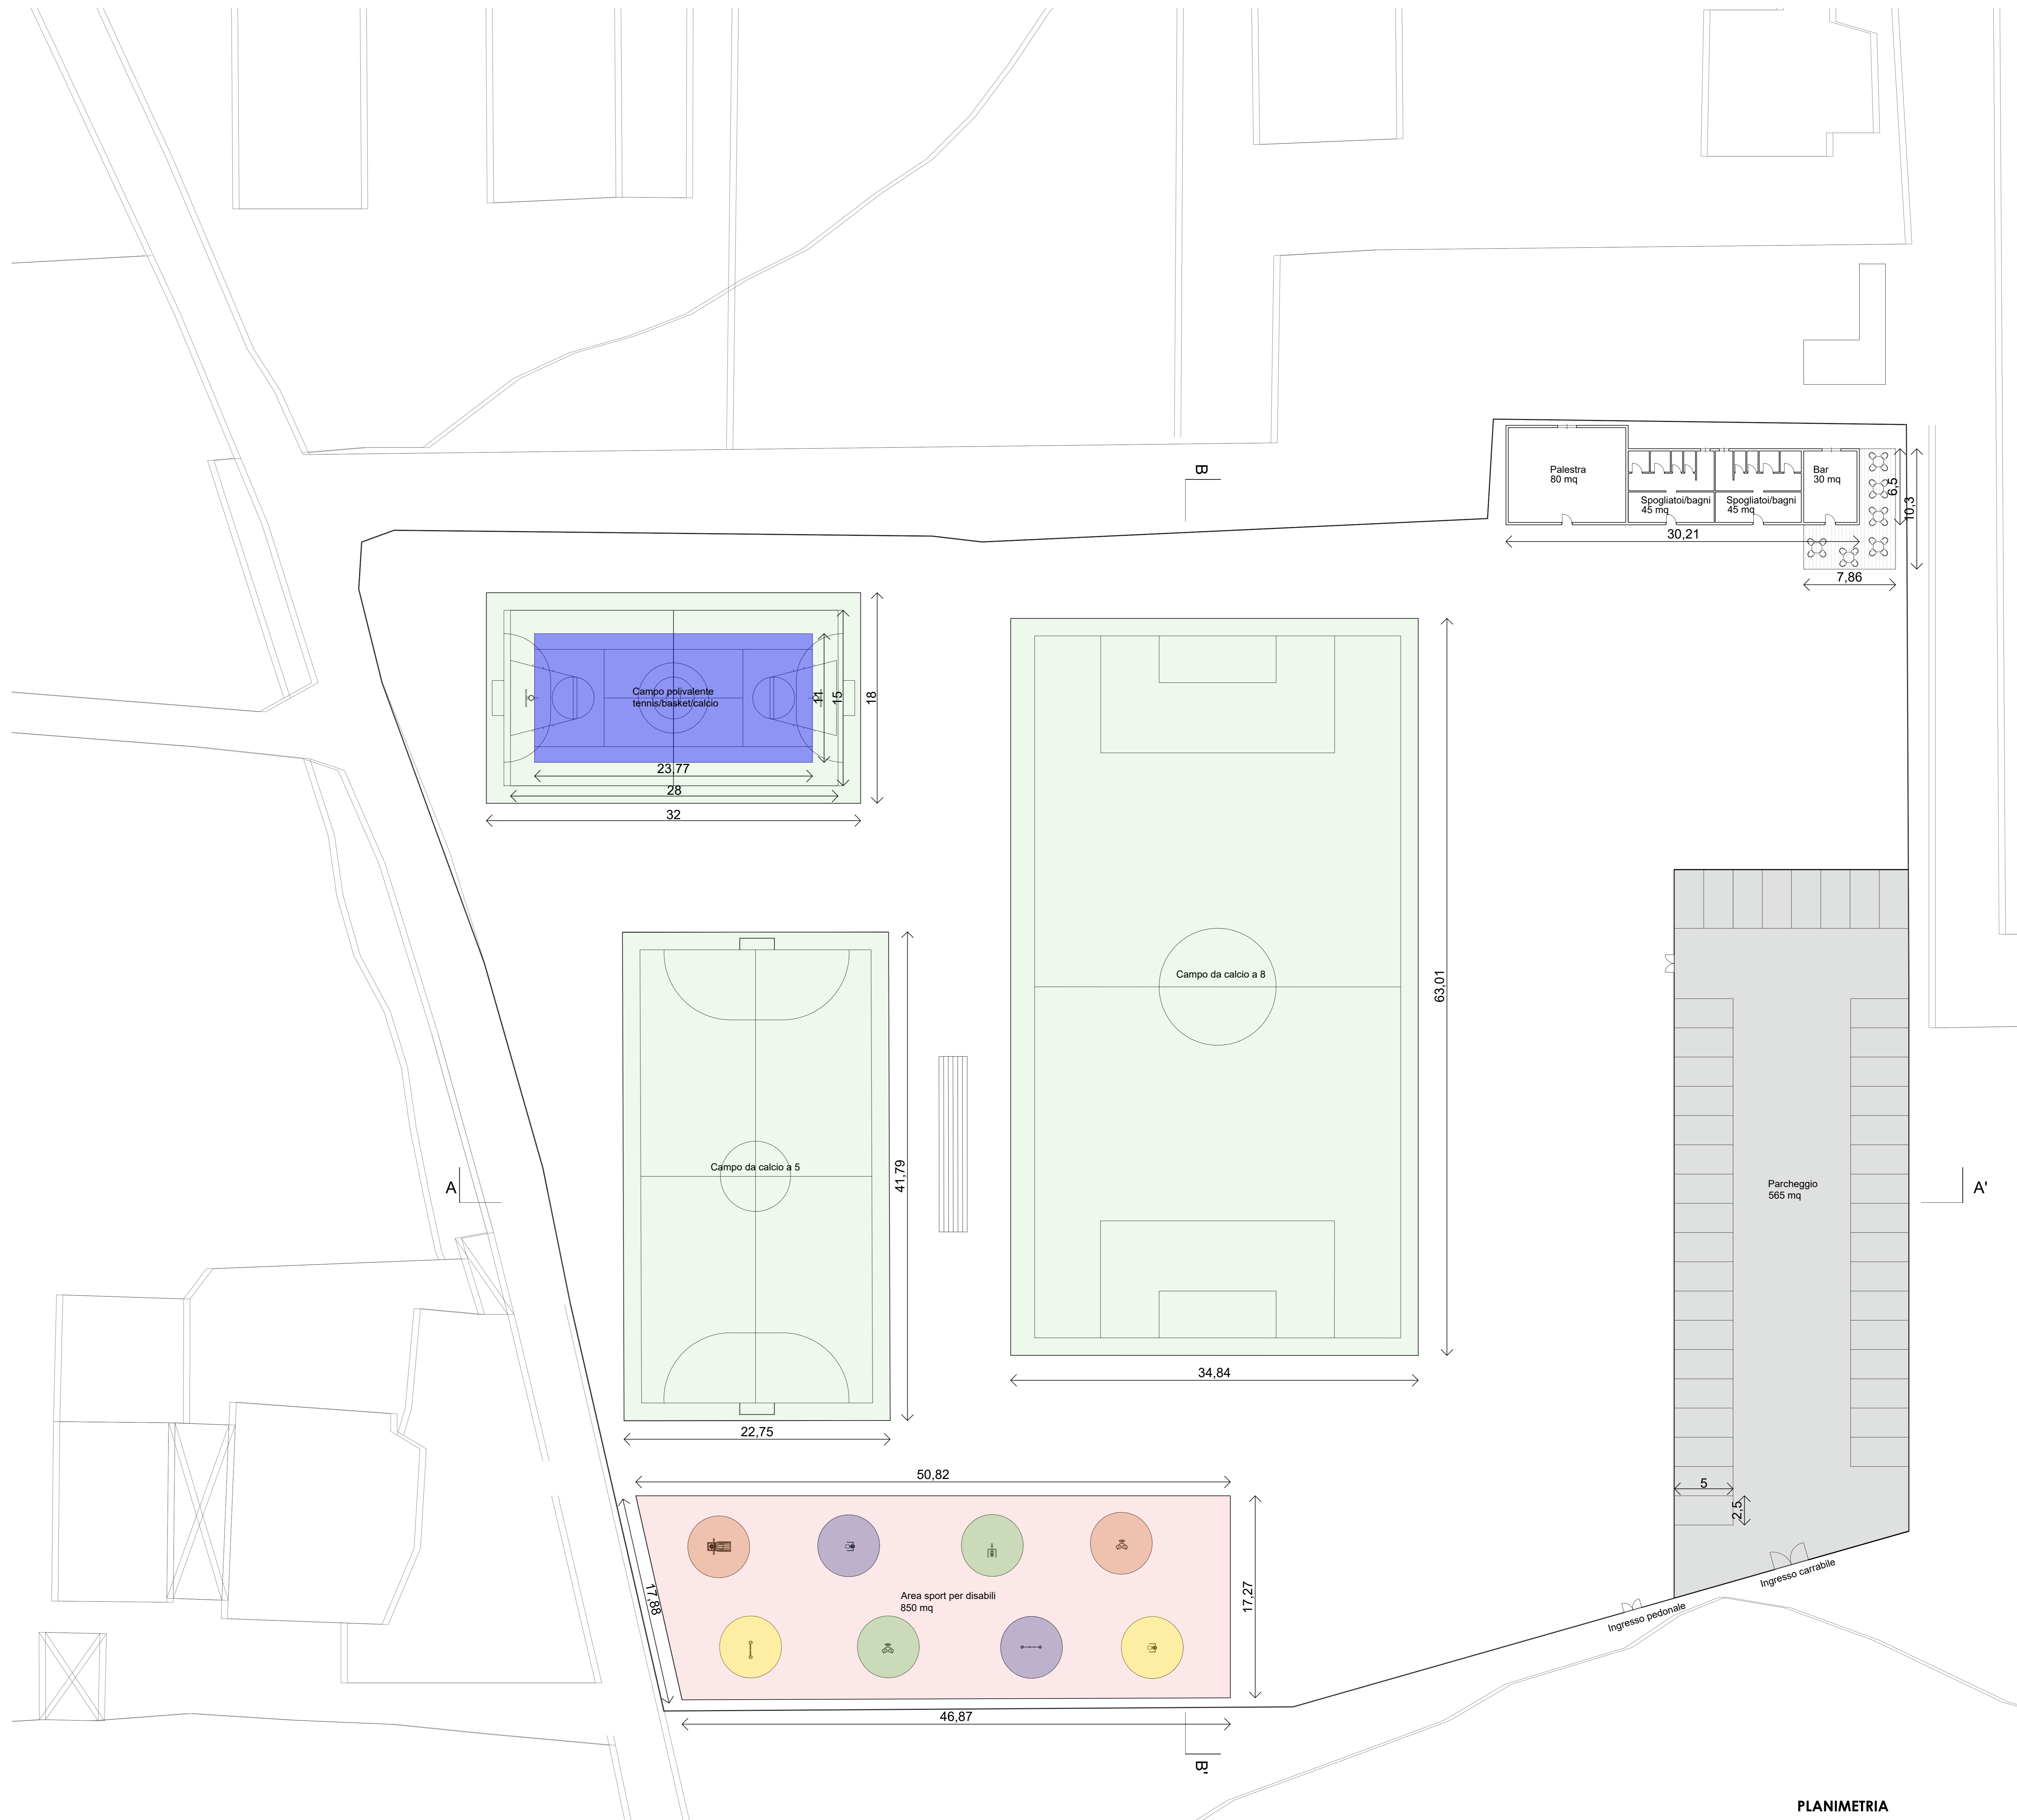 B
Palestra
80 mq
Spogliatoi/bagni
45 mq
Spogliatoi/bagni
45 mq
Bar
30 mq
6,5
10,3
30,21
7,86
Campo polivalente
tennis/basket/calcio
11
15
18
23,77
28
32
Campo da calcio a 8
63,01
34,84
Campo da calcio a 5
41,79
22,75
A
A'
Parcheggio
565 mq
5
2,5
Ingresso carrabile
Ingresso pedonale
50,82
17,88
Area sport per disabili
850 mq
17,27
46,87
B'
PLANIMETRIA